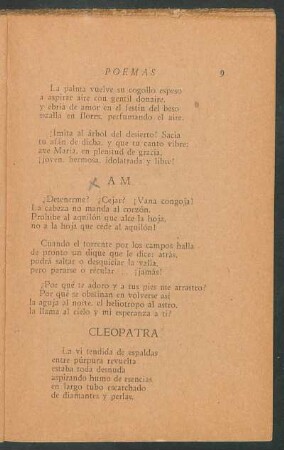 POEMAS 9
La palma vuelve su cogollo espeso
a aspirar aire con gentil donaire,
y ebria de amor en el festín del beso
estalla en flores, perfumando el aire.
¡Imita al árbol del desierto! Sacia
tu afán de dicha, y que tu canto vibre;
ave María, en plenitud de gracia,
¡joven, hermosa, idolatrada y libre!
A M
¿Detenerme? ¿Cejar? ¡Vana congoja!
La cabeza no manda al corazón.
Prohibe al aquilón que alce la hoja,
no a la hoja que cede al aquilón!
Cuando el torrente por los campos halla
de pronto un dique que le dice: atrás,
podrá saltar o desquiciar la valla,
pero pararse o recular . . . ¡jamás!
¿Por qué te adoro y a tus pies me arrastro?
Por qué se obstinan en volverse así
la aguja al norte, el heliotropo al astro,
la llama al cielo y mi esperanza a ti?
CLEOPATRA
La vi tendida de espaldas
entre púrpura revuelta
estaba toda desnuda
aspirando humo de esencias
en largo tubo escarchado
de diamantes y perlas.